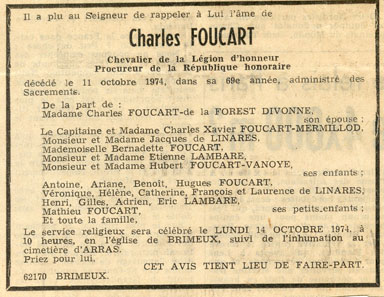 Il a plu au Seigneur de rappeler à Lui l'âme de
Charles FOUCART
Chevalier de la Légion d'honneur
Procureur de la République honoraire
décédé le 11 octobre 1974, dans sa 69e année, administré des
Sacrements.
De la part de :
Madame Charles FOUCART-de la FOREST DIVONNE,
son épouse ;
Le Capitaine et Madame Charles Xavier FOUCART-MERMILLOD,
Monsieur et Madame Jacques de LINARES,
Mademoiselle Bernadette FOUCART,
Monsieur et Madame Etienne LAMBARE,
Monsieur et Madame Hubert FOUCART-VANOYE,
ses enfants ;
Antoine, Ariane, Benoît, Hugues FOUCART,
Véronique, Hélène, Catherine, François et Laurence de LINARES,
Henri, Gilles, Adrien, Eric LAMBARE,
Mathieu FOUCART, ses petits-enfants ;
Et toute la famille,
Le service religieux sera célébré le LUNDI 14 OCTOBRE 1974, à
10 heures, en l'église de BRIMEUX, suivi de l'inhumation au
cimetière d'ARRAS.
Priez pour lui.
CET AVIS TIENT LIEU DE FAIRE-PART.
62170 BRIMEUX.